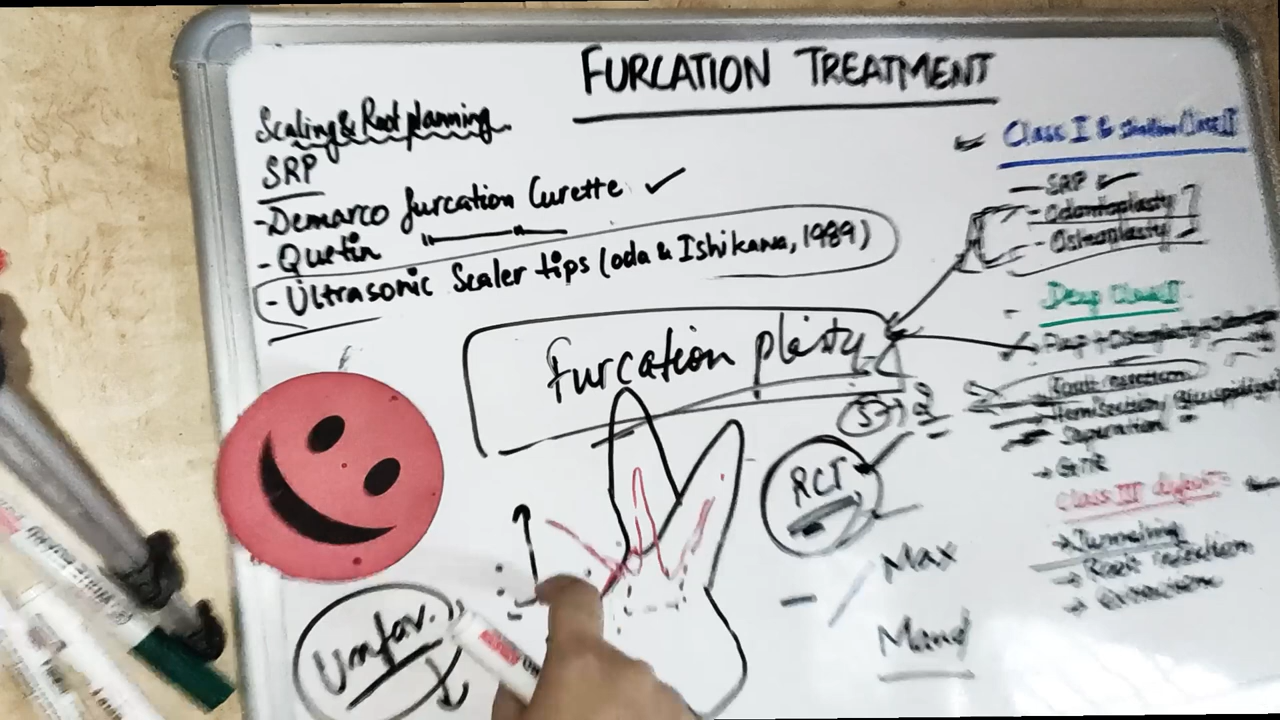 FURCATION TREATMENT
Scaling & Root planning
SRP
- Demarco furcation Curette ✓
- Quetin
- Ultrasonic Scaler tips (oda & Ishikawa, 1989)
Furcation plasty
RCT
Max
Mand
Unfav.
Class I & shallow Class II
- SRP ✓
- Odontoplasty
- Osteoplasty
Deep Class II
Root resection
Hemisection / Bicuspidization
Separation
→ GTR
Class III defects
→ Tunneling
→ Root resection
→ extraction